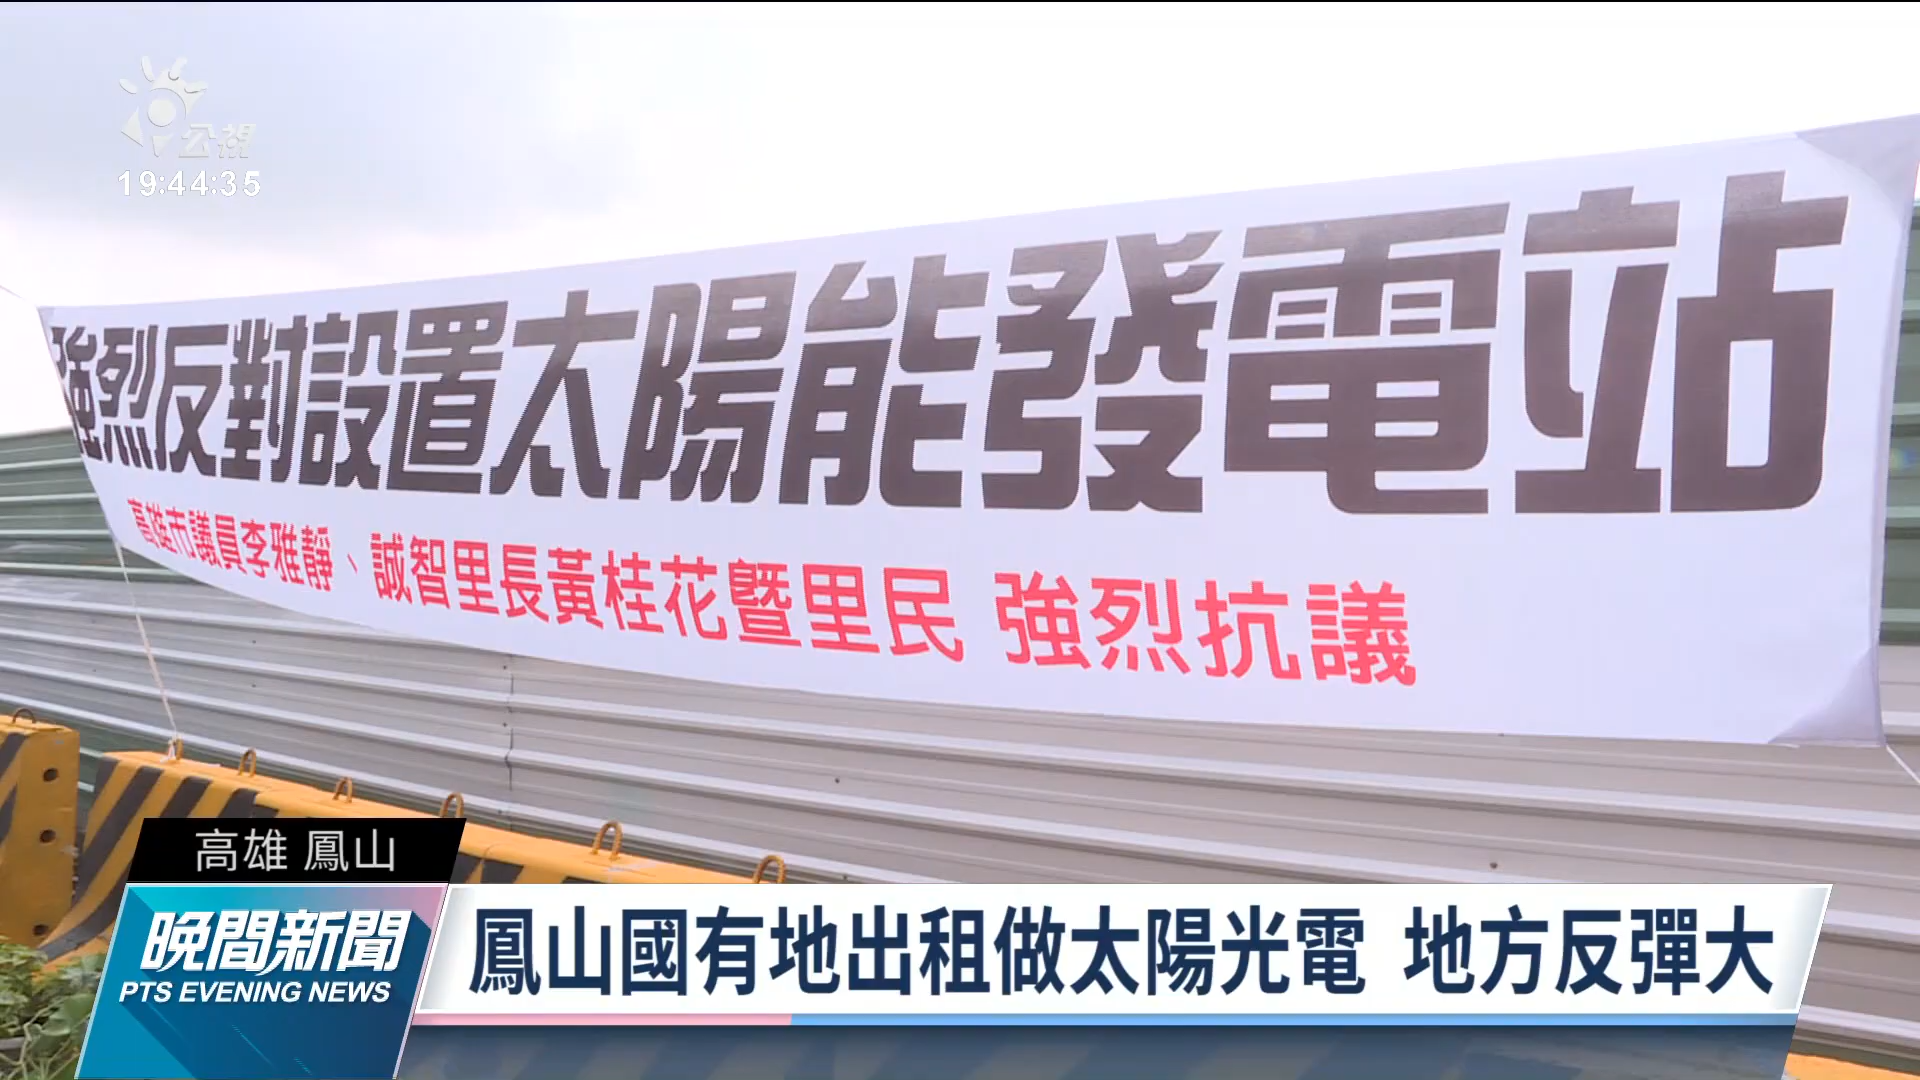 公視
19:44:35
強烈反對設置太陽能發電站
高雄市議員李雅靜、誠智里長黃桂花暨里民 強烈抗議
高雄 鳳山
晚間新聞
PTS EVENING NEWS
鳳山國有地出租做太陽光電 地方反彈大